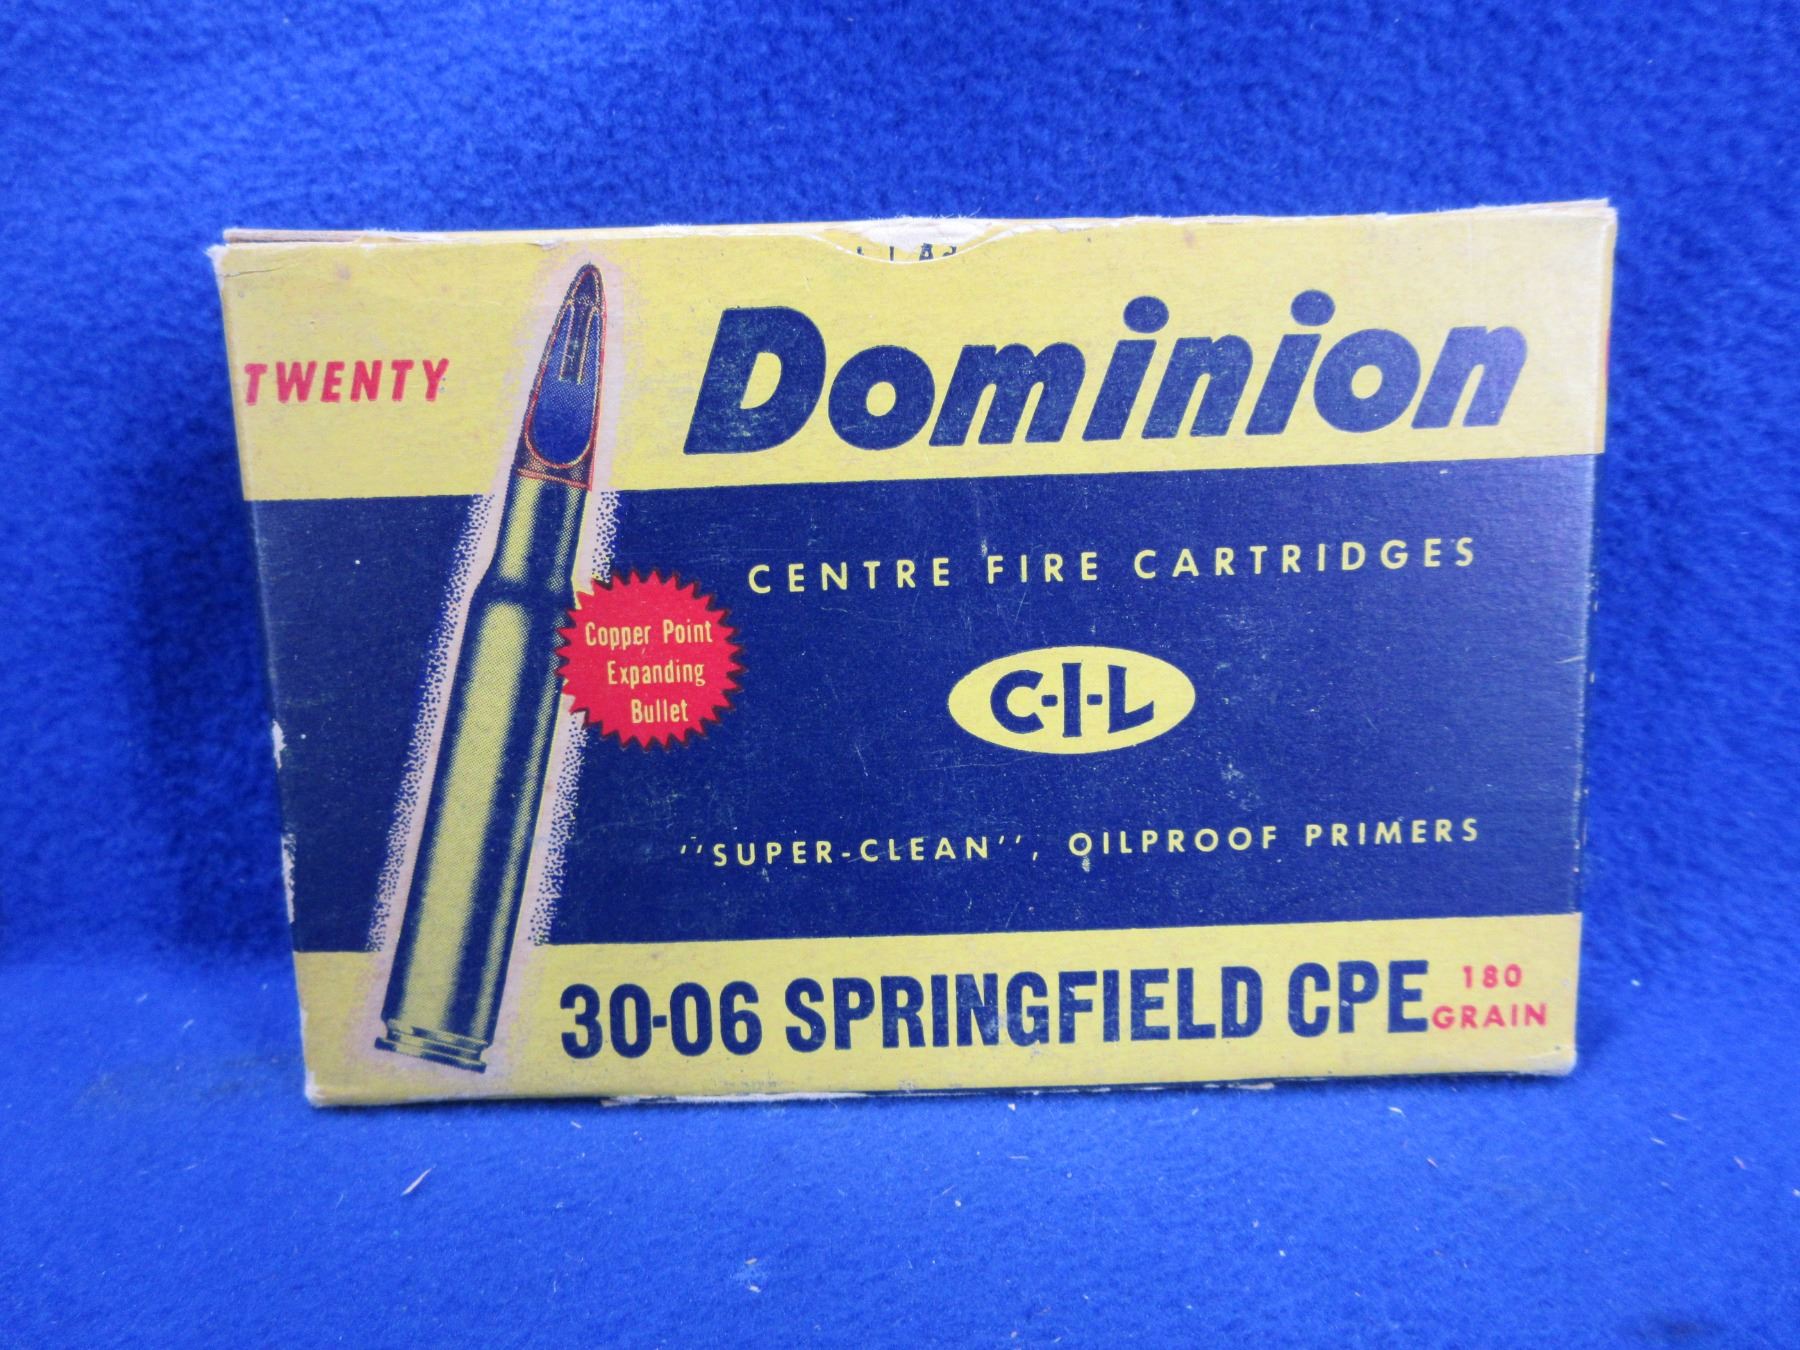 TWENTY
Dominion
CENTRE FIRE CARTRIDGES
Copper Point
Expanding
Bullet
C-I-L
"SUPER-CLEAN", OILPROOF PRIMERS
30-06 SPRINGFIELD CPE
180
GRAIN